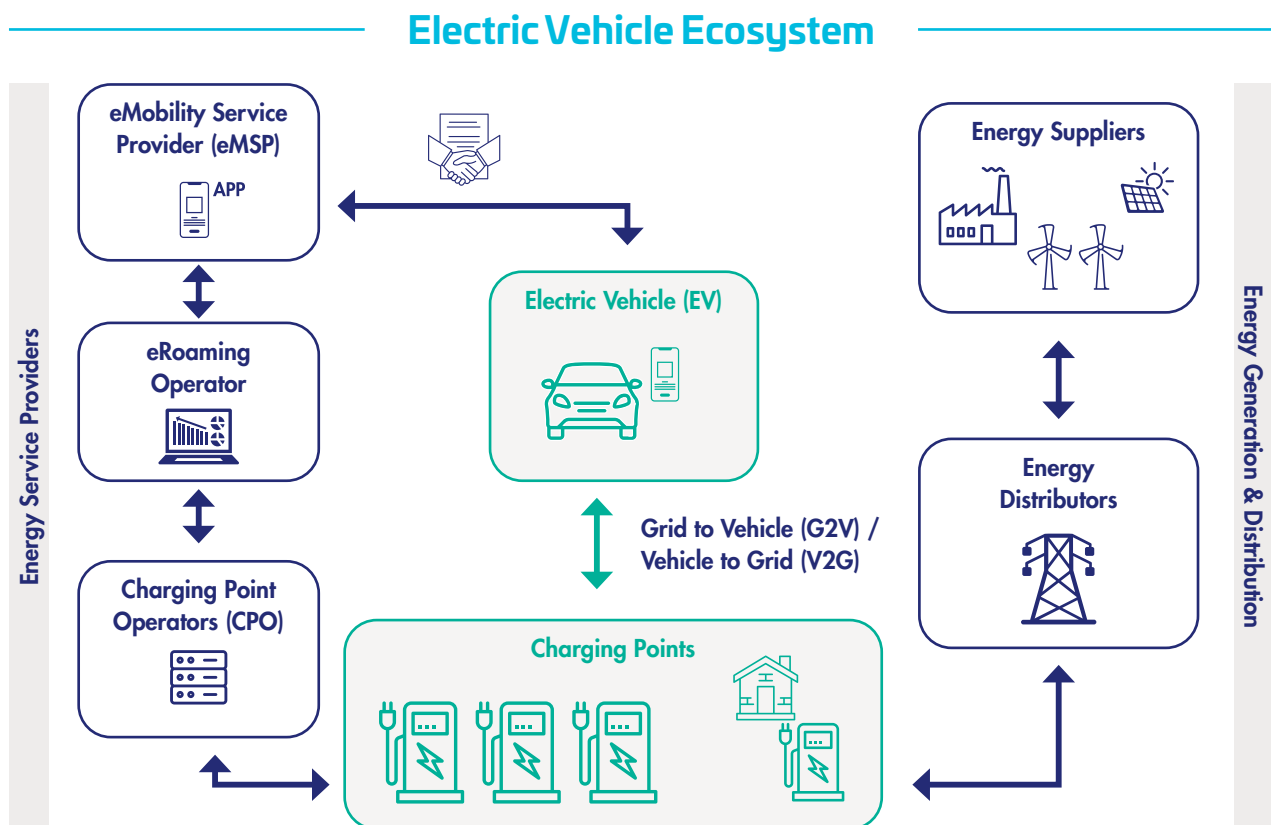 Electric Vehicle Ecosystem
Energy Service Providers
eMobility Service
Provider (eMSP)
APP
eRoaming
Operator
Charging Point
Operators (CPO)
Electric Vehicle (EV)
Grid to Vehicle (G2V) /
Vehicle to Grid (V2G)
Charging Points
Energy Suppliers
Energy
Distributors
Energy Generation & Distribution